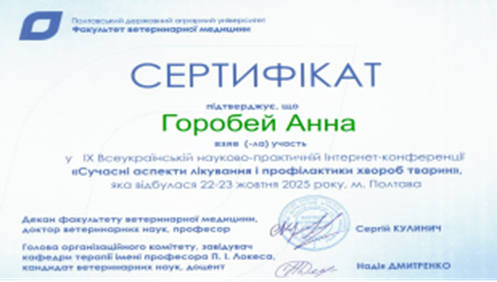 Полтавський державний аграрний університет
Факультет ветеринарної медицини
СЕРТИФІКАТ
підтверджує, що
Горобей Анна
взяв (-ла) участь
у IX Всеукраїнській науково-практичній Інтернет-конференції
«Сучасні аспекти лікування і профілактики хвороб тварин»,
яка відбулася 22-23 жовтня 2025 року, м. Полтава
Декан факультету ветеринарної медицини,
доктор ветеринарних наук, професор
Сергій КУЛИНИЧ
Голова організаційного комітету, завідувач
кафедри терапії імені професора П. І. Локеса,
кандидат ветеринарних наук, доцент
Надія ДМИТРЕНКО